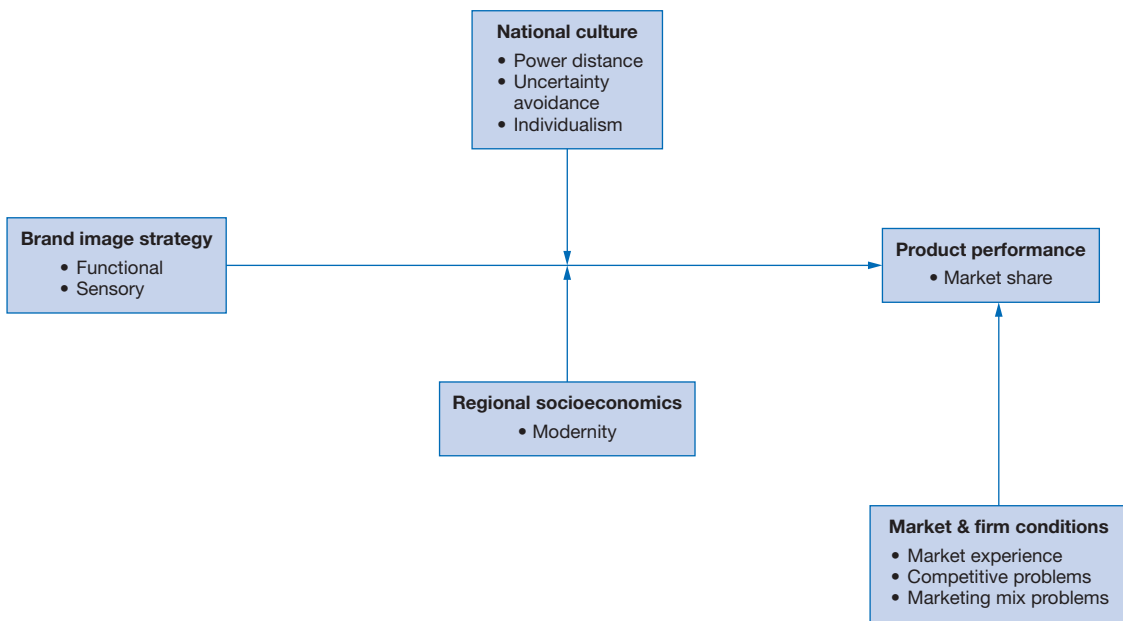 National culture
• Power distance
• Uncertainty
avoidance
• Individualism
Brand image strategy
• Functional
• Sensory
Product performance
• Market share
Regional socioeconomics
• Modernity
Market & firm conditions
• Market experience
• Competitive problems
• Marketing mix problems